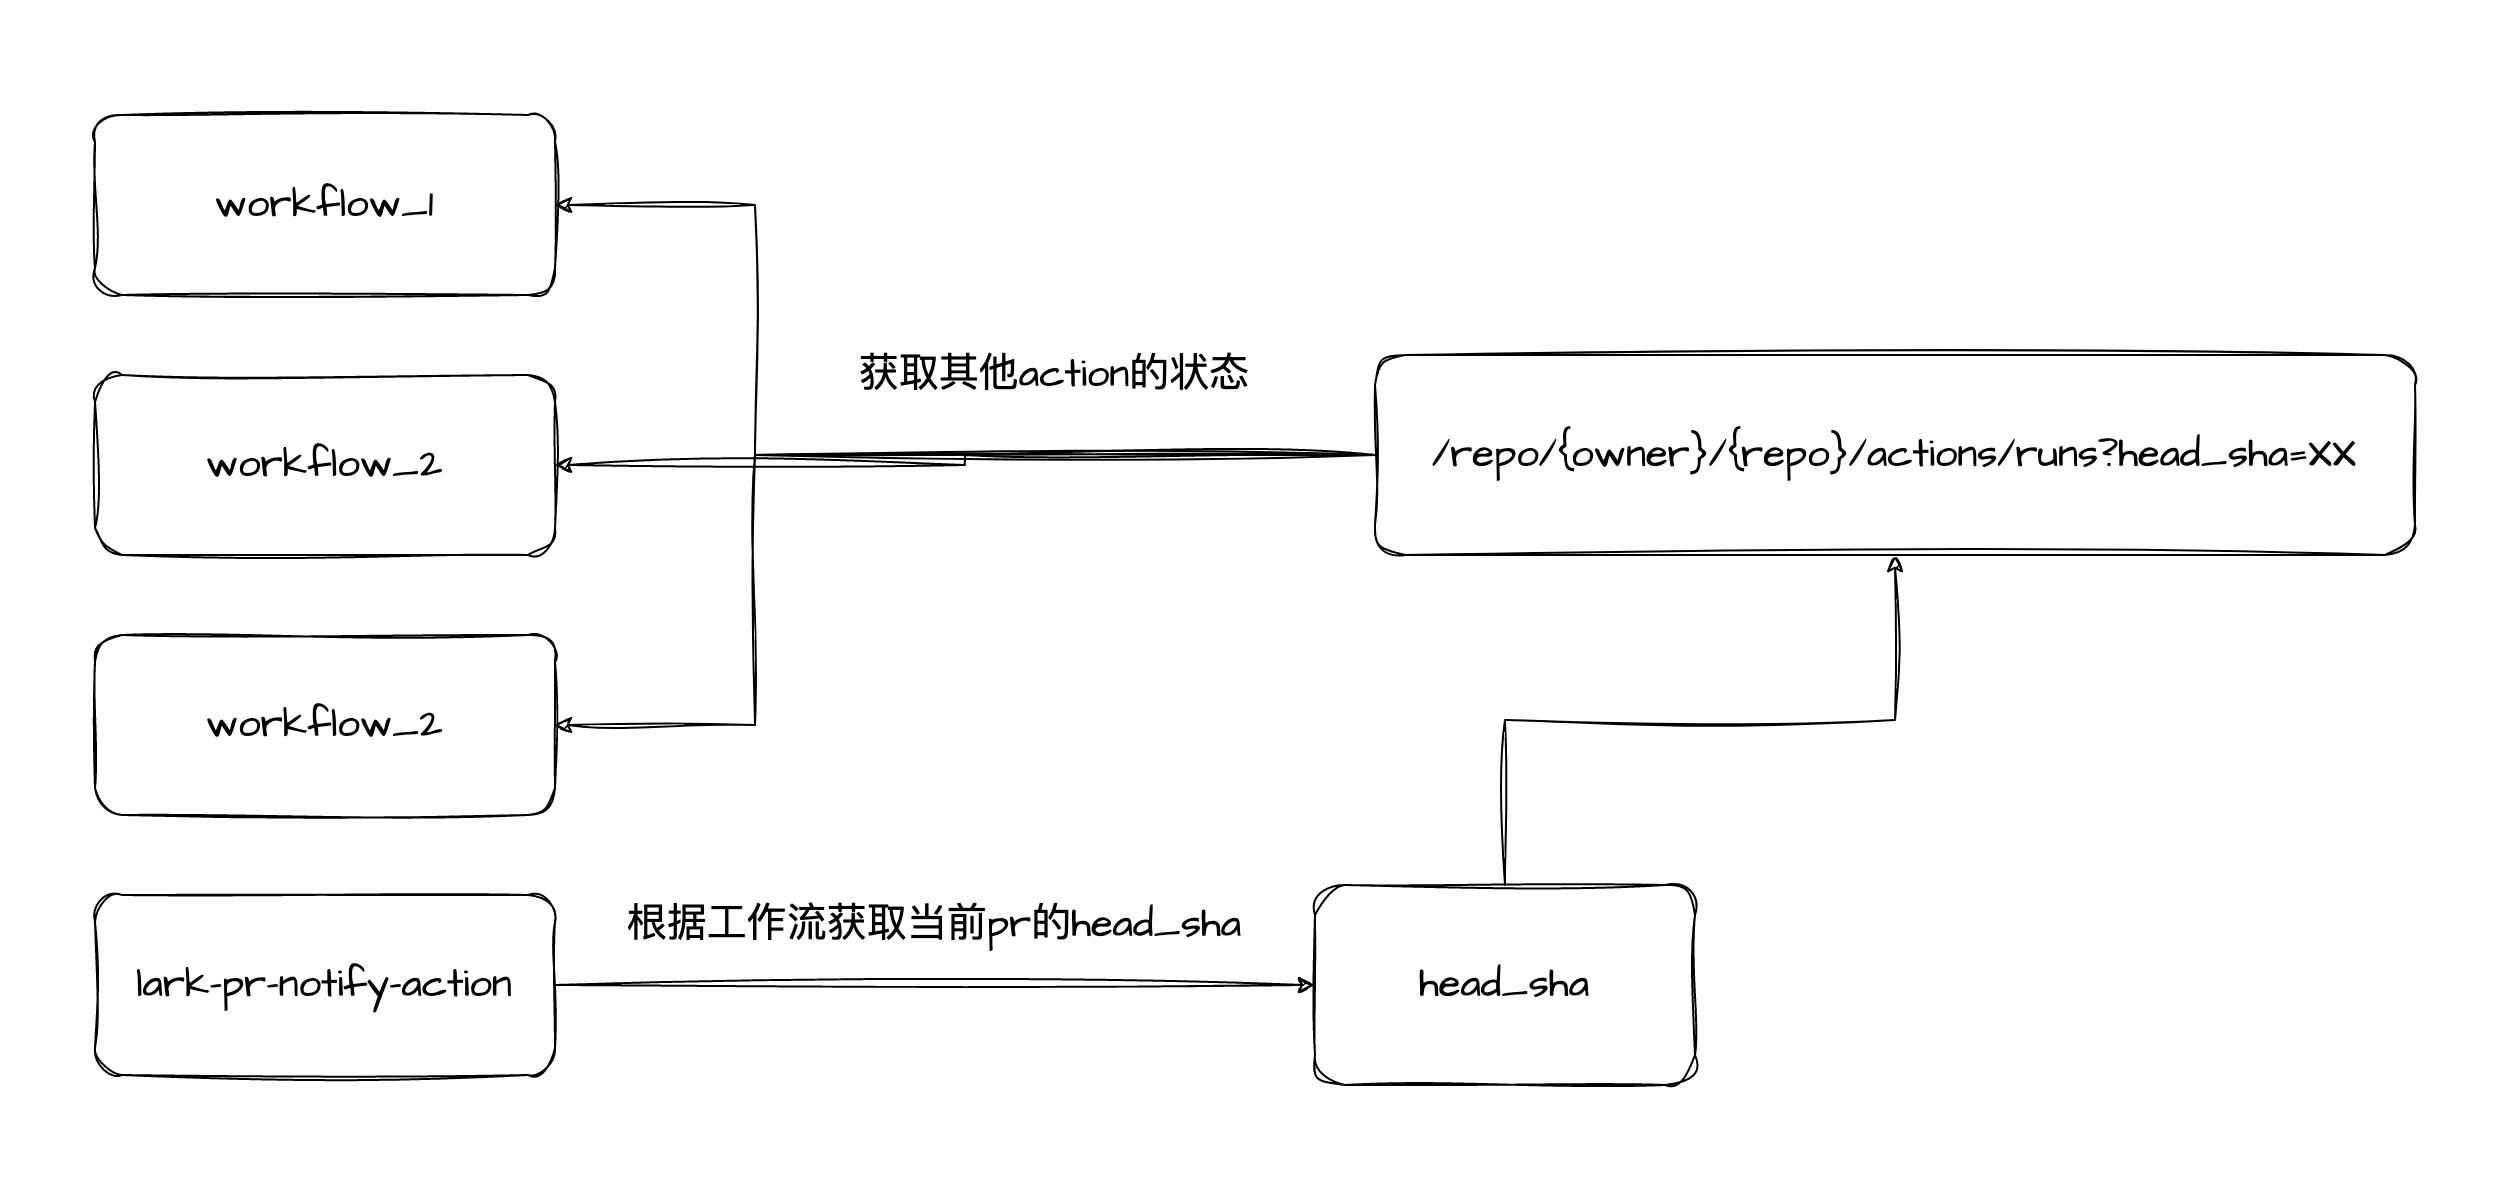 workflow_1
获取其他action的状态
workflow_2
/repo/{owner}/{repo}/actions/runs?head_sha=XX
workflow_2
根据工作流获取当前pr的head_sha
lark-pr-notify-action
head_sha